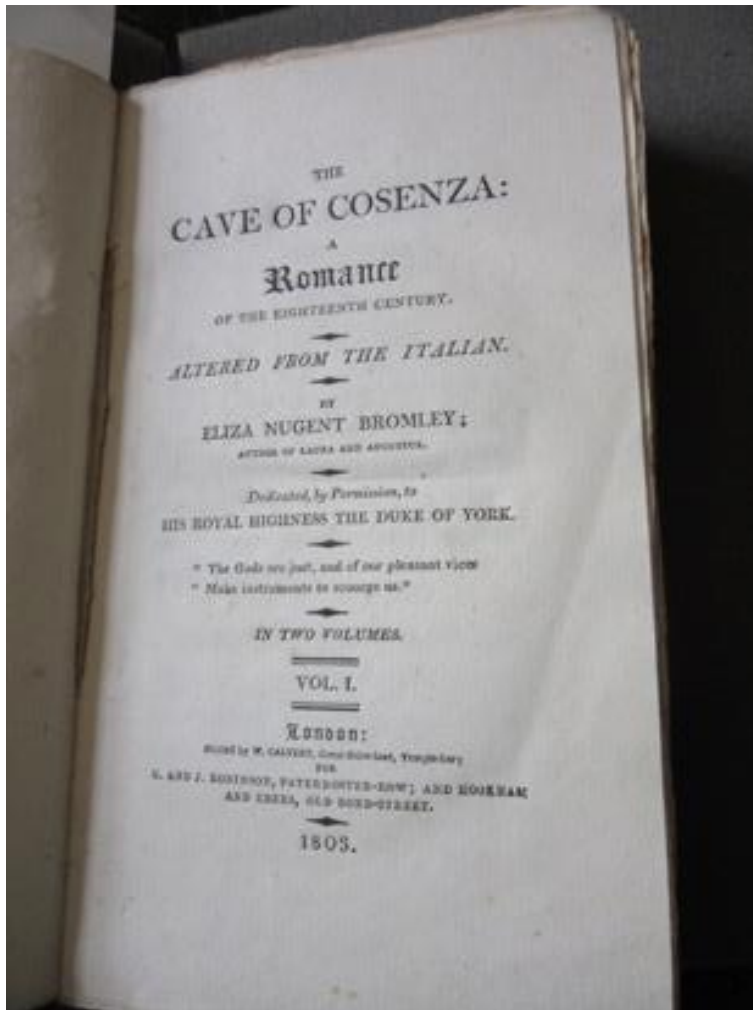 THE
CAVE OF COSENZA:
A
Romance
OF THE EIGHTEENTH CENTURY.
ALTERED FROM THE ITALIAN.
BY
ELIZA NUGENT BROMLEY;
AUTHOR OF LAURA AND AUGUSTUS.
Dedicated, by Permission, to
HIS ROYAL HIGHNESS THE DUKE OF YORK.
" The Gods are just, and of our pleasant vices
" Make instruments to scourge us."
IN TWO VOLUMES.
VOL. I.
London:
Printed by W. CALVERT,
FOR
AND J. ROBINSON, PATERNOSTER-ROW; AND HOOKHAM
AND EBERS, OLD BOND-STREET.
1803.